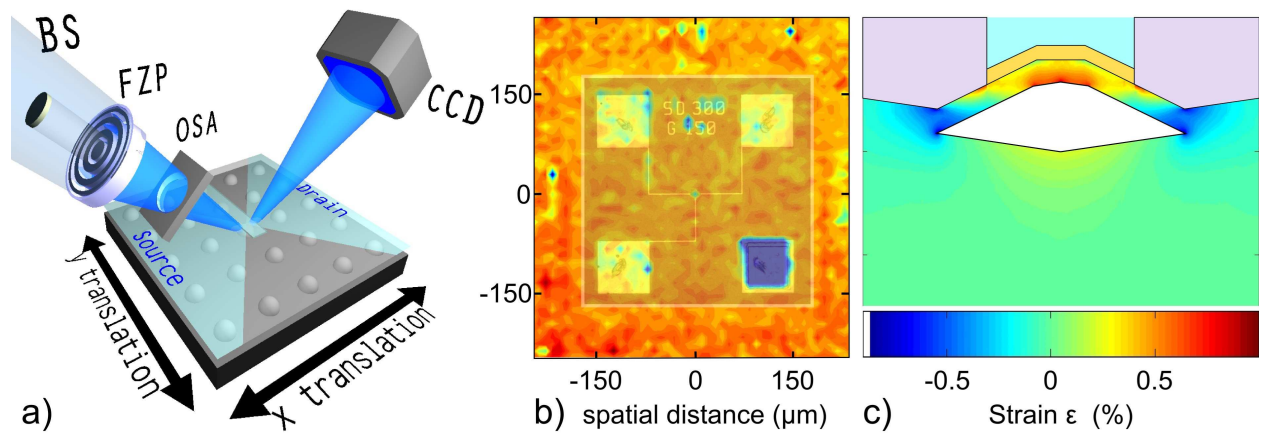 BS
FZP
OSA
CCD
Source
Drain
y translation
x translation
a)
150
0
-150
SD 300
G 150
-150
0
150
b)
spatial distance (µm)
-0.5
0
0.5
c)
Strain ε (%)